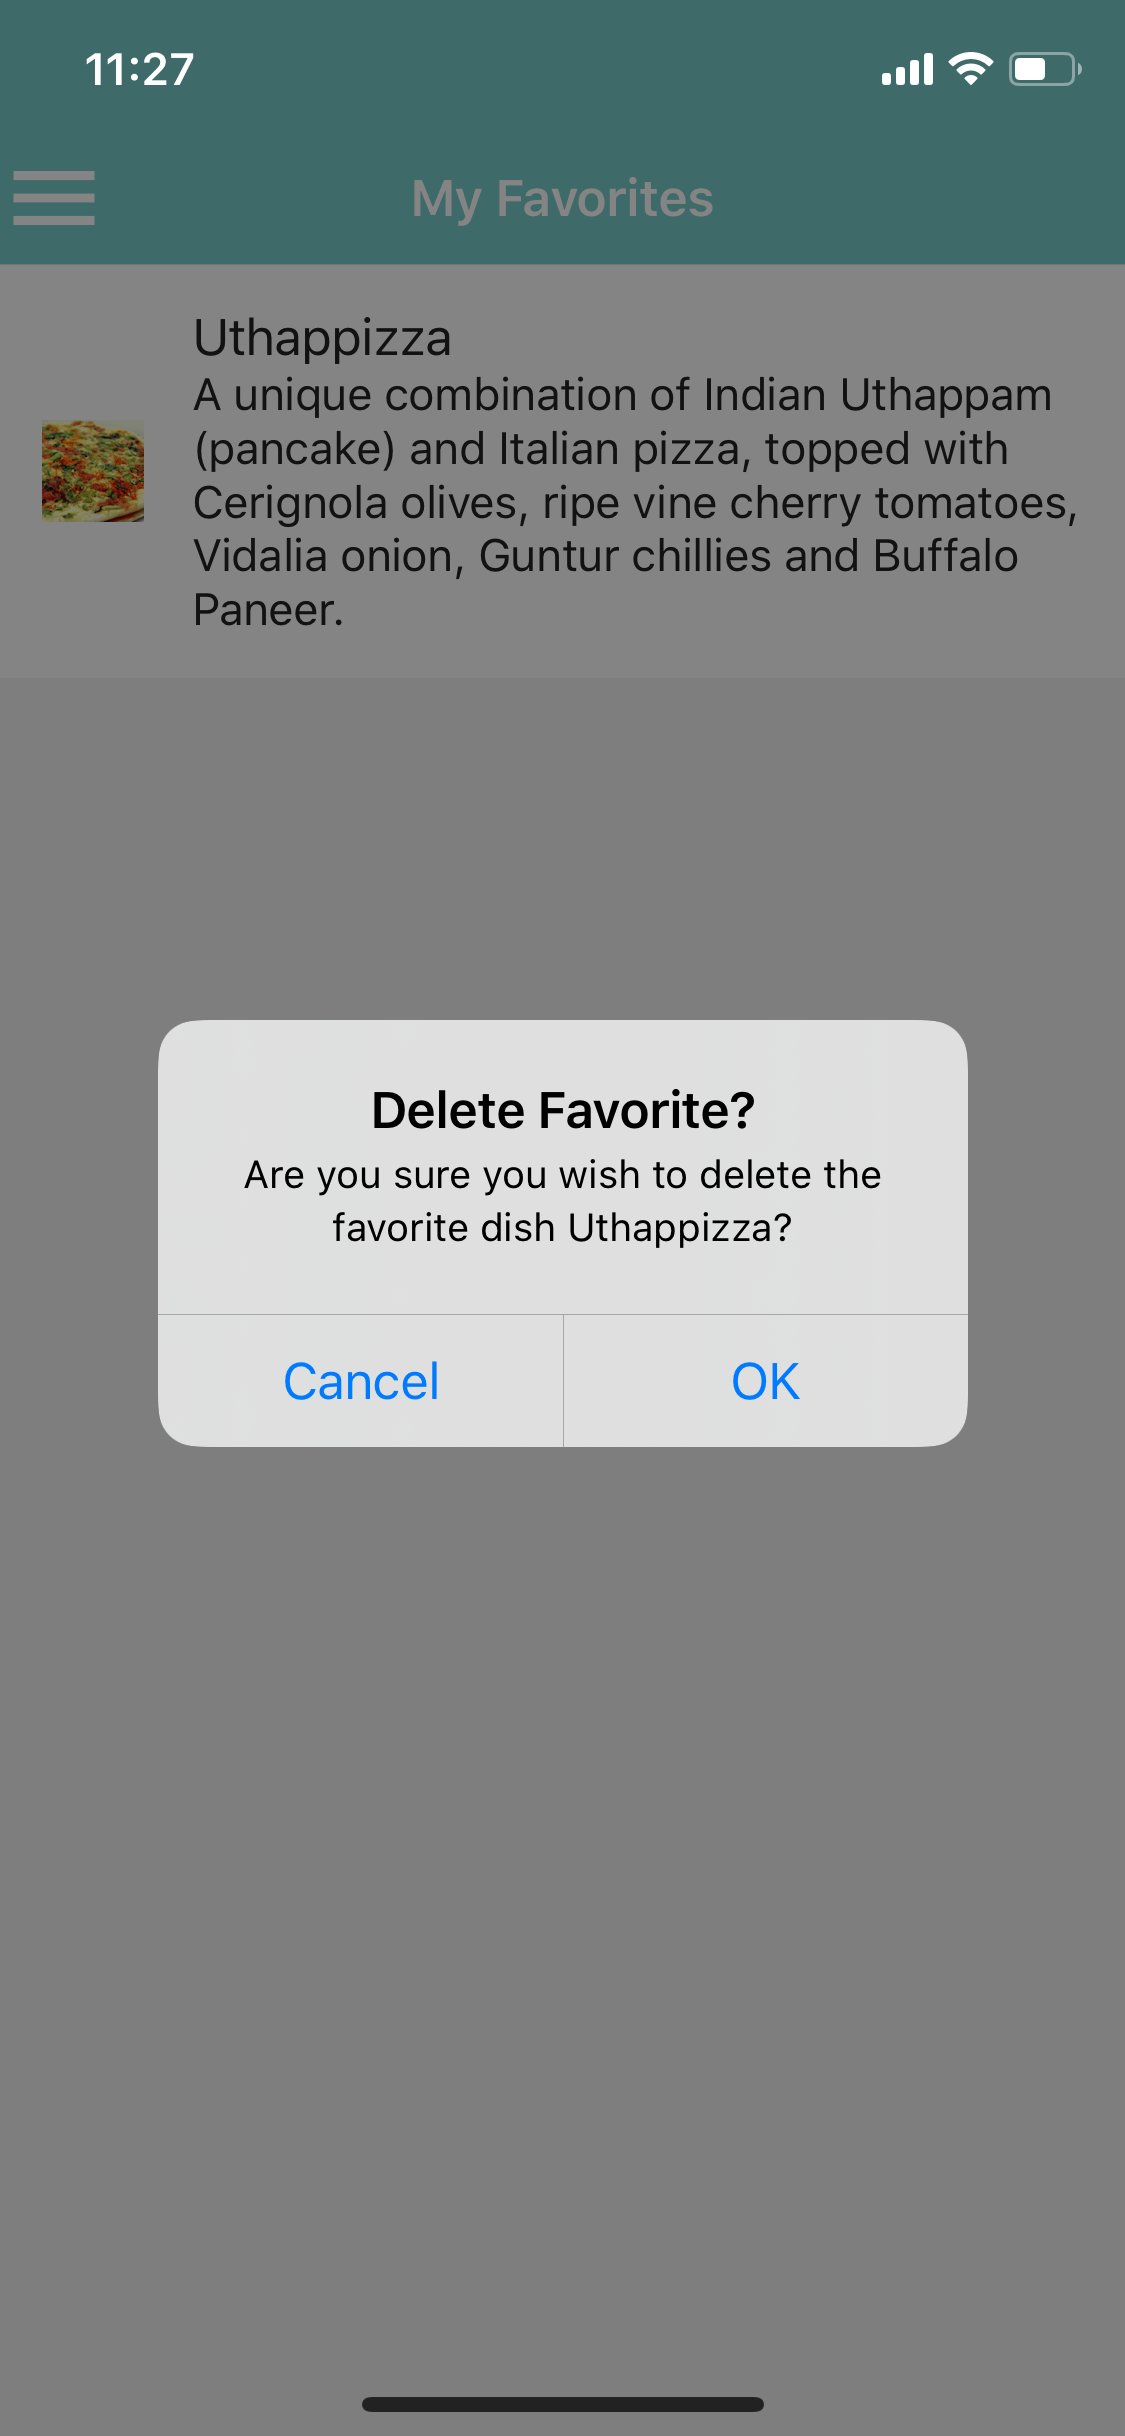 11:27
My Favorites
Uthappizza
A unique combination of Indian Uthappam
(pancake) and Italian pizza, topped with
Cerignola olives, ripe vine cherry tomatoes,
Vidalia onion, Guntur chillies and Buffalo
Paneer.
Delete Favorite?
Are you sure you wish to delete the
favorite dish Uthappizza?
Cancel
OK